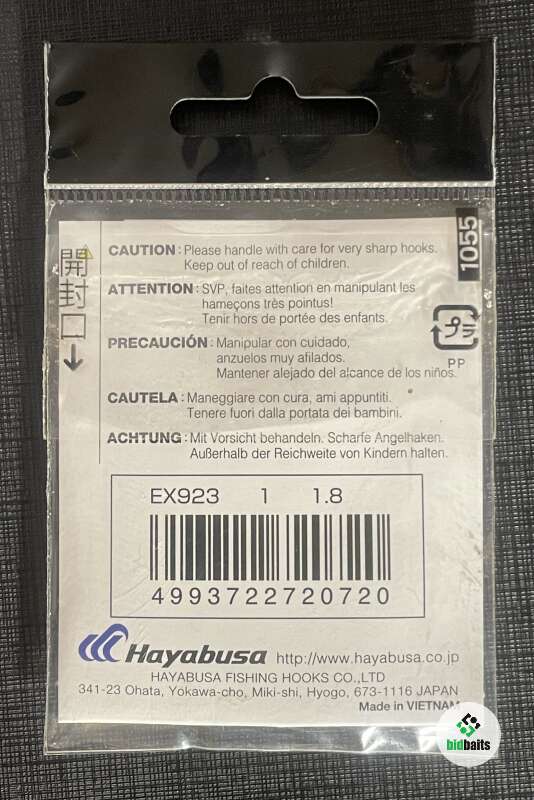 開封口↓
1055
CAUTION : Please handle with care for very sharp hooks.
Keep out of reach of children.
ATTENTION : SVP, faites attention en manipulant les
hameçons très pointus!
Tenir hors de portée des enfants.
PRECAUCIÓN : Manipular con cuidado,
anzuelos muy afilados.
Mantener alejado del alcance de los niños.
プラ
PP
CAUTELA : Maneggiare con cura, ami appuntiti.
Tenere fuori dalla portata dei bambini.
ACHTUNG : Mit Vorsicht behandeln. Scharfe Angelhaken.
Außerhalb der Reichweite von Kindern halten.
EX923 1 1.8
4993722720720
Hayabusa http://www.hayabusa.co.jp
HAYABUSA FISHING HOOKS CO.,LTD
341-23 Ohata, Yokawa-cho, Miki-shi, Hyogo, 673-1116 JAPAN
Made in VIETNAM
bidbaits